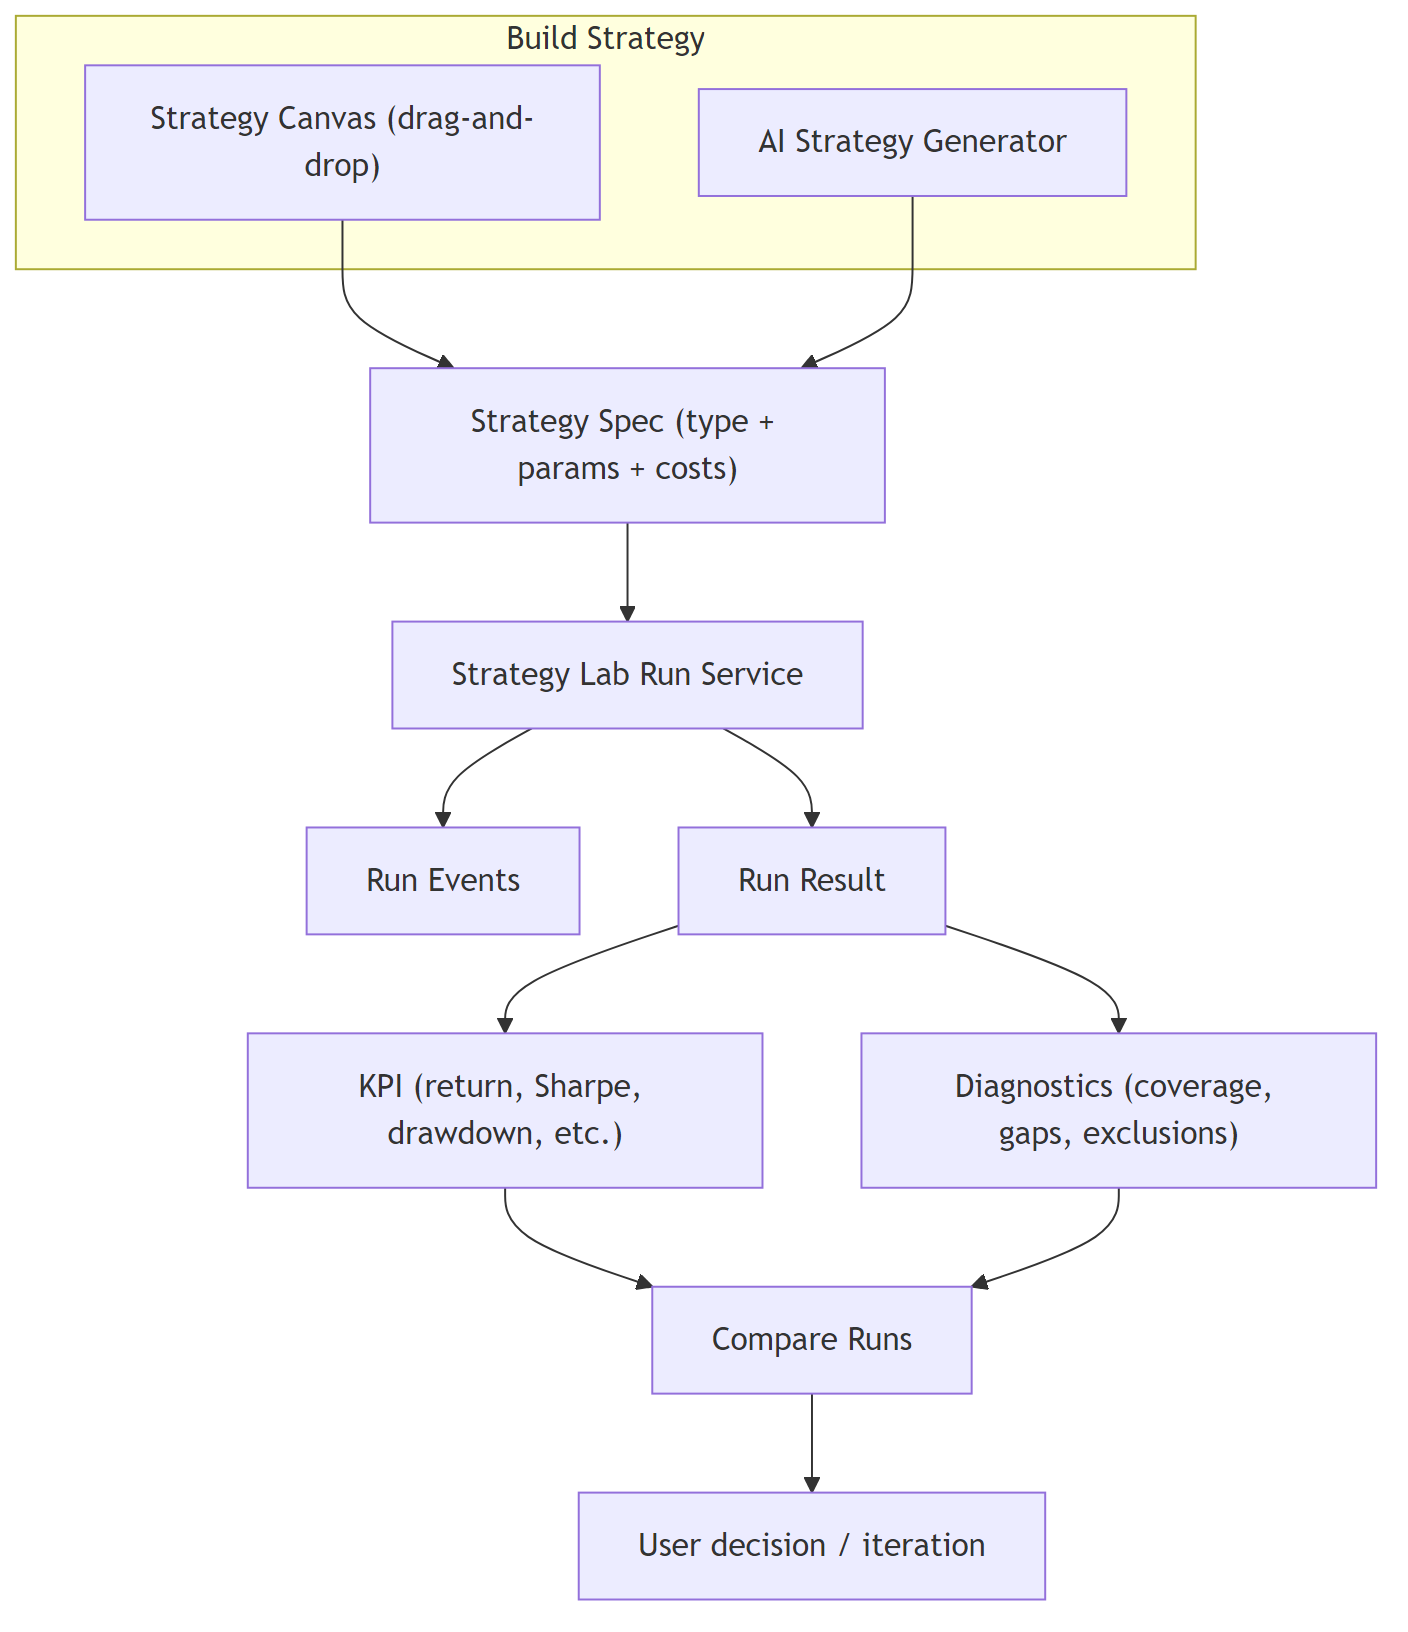 Build Strategy
Strategy Canvas (drag-and-
drop)
AI Strategy Generator
Strategy Spec (type +
params + costs)
Strategy Lab Run Service
Run Events
Run Result
KPI (return, Sharpe,
drawdown, etc.)
Diagnostics (coverage,
gaps, exclusions)
Compare Runs
User decision / iteration